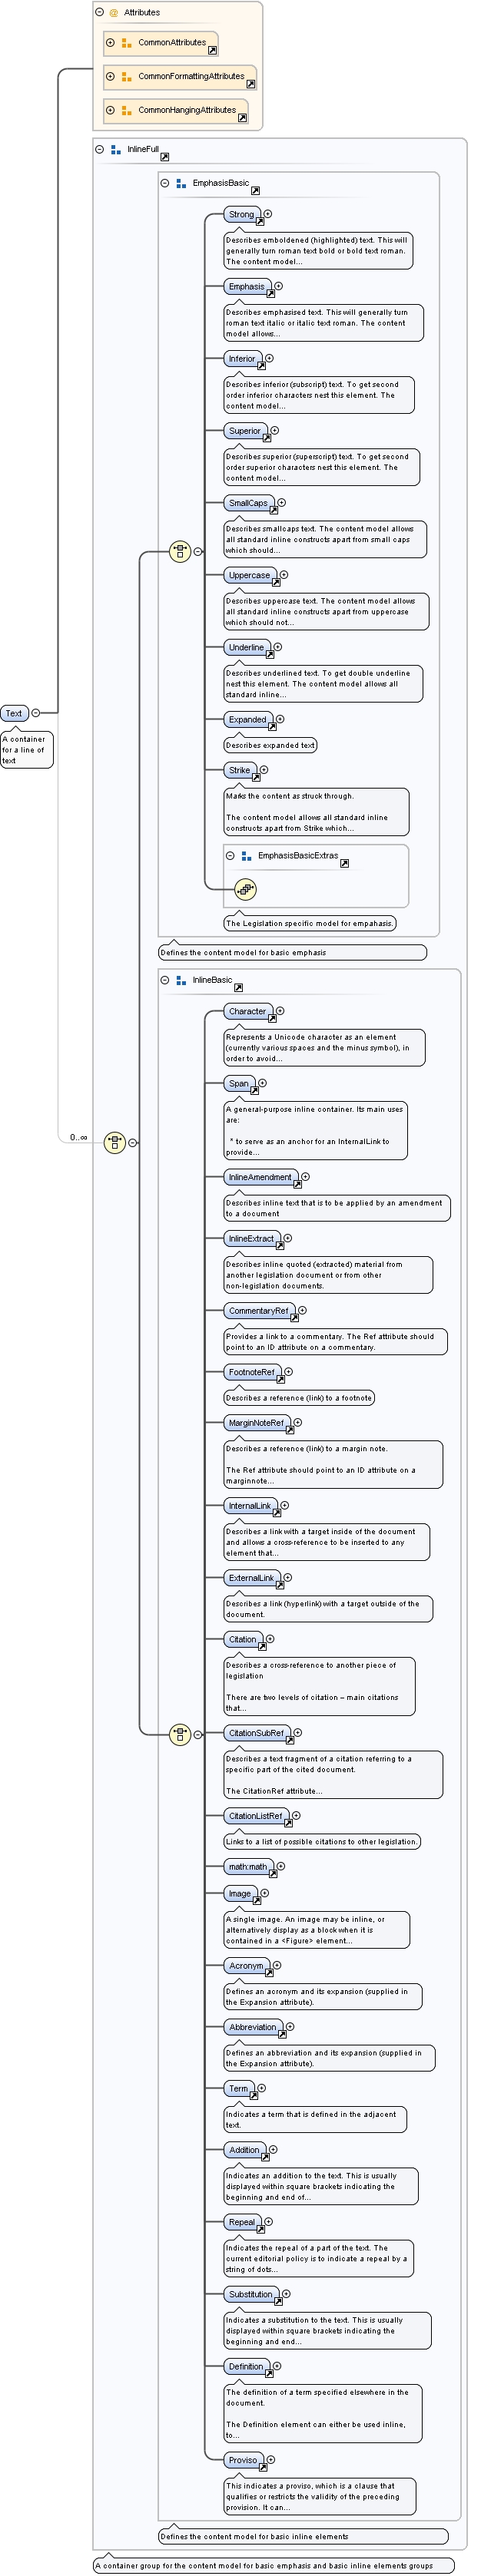 Attributes
CommonAttributes
CommonFormattingAttributes
CommonHangingAttributes
InlineFull
EmphasisBasic
Strong
Describes emboldened (highlighted) text. This will
generally turn roman text bold or bold text roman.
The content model...
Emphasis
Describes emphasised text. This will generally turn
roman text italic or italic text roman. The content
model allows...
Inferior
Describes inferior (subscript) text. To get second
order inferior characters nest this element. The
content model...
Superior
Describes superior (superscript) text. To get second
order superior characters nest this element. The
content model...
SmallCaps
Describes smallcaps text. The content model allows
all standard inline constructs apart from small caps
which should...
Uppercase
Describes uppercase text. The content model allows
all standard inline constructs apart from uppercase
which should not...
Underline
Describes underlined text. To get double underline
nest this element. The content model allows all
standard inline...
Text
A container
for a line of
text
Expanded
Describes expanded text
Strike
Marks the content as struck through.
The content model allows all standard inline
constructs apart from Strike which...
EmphasisBasicExtras
The Legislation specific model for empahasis.
Defines the content model for basic emphasis
InlineBasic
Character
Represents a Unicode character as an element
(currently various spaces and the minus symbol), in
order to avoid...
Span
A general-purpose inline container. Its main uses
are:
* to serve as an anchor for an InternalLink to
provide...
0..∞
InlineAmendment
Describes inline text that is to be applied by an amendment
to a document
InlineExtract
Describes inline quoted (extracted) material from
another legislation document or from other
non-legislation documents.
CommentaryRef
Provides a link to a commentary. The Ref attribute should
point to an ID attribute on a commentary.
FootnoteRef
Describes a reference (link) to a footnote
MarginNoteRef
Describes a reference (link) to a margin note.
The Ref attribute should point to an ID attribute on a
marginnote...
InternalLink
Describes a link with a target inside of the document
and allows a cross-reference to be inserted to any
element that...
ExternalLink
Describes a link (hyperlink) with a target outside of the
document.
Citation
Describes a cross-reference to another piece of
legislation
There are two levels of citation – main citations
that...
CitationSubRef
Describes a text fragment of a citation referring to a
specific part of the cited document.
The CitationRef attribute...
CitationListRef
Links to a list of possible citations to other legislation.
math:math
Image
A single image. An image may be inline, or
alternatively display as a block when it is
contained in a <Figure> element...
Acronym
Defines an acronym and its expansion (supplied in
the Expansion attribute).
Abbreviation
Defines an abbreviation and its expansion (supplied in
the Expansion attribute).
Term
Indicates a term that is defined in the adjacent
text.
Addition
Indicates an addition to the text. This is usually
displayed within square brackets indicating the
beginning and end of...
Repeal
Indicates the repeal of a part of the text. The
current editorial policy is to indicate a repeal by a
string of dots...
Substitution
Indicates a substitution to the text. This is usually
displayed within square brackets indicating the
beginning and end...
Definition
The definition of a term specified elsewhere in the
document.
The Definition element can either be used inline,
to...
Proviso
This indicates a proviso, which is a clause that
qualifies or restricts the validity of the preceding
provision. It can...
Defines the content model for basic inline elements
A container group for the content model for basic emphasis and basic inline elements groups